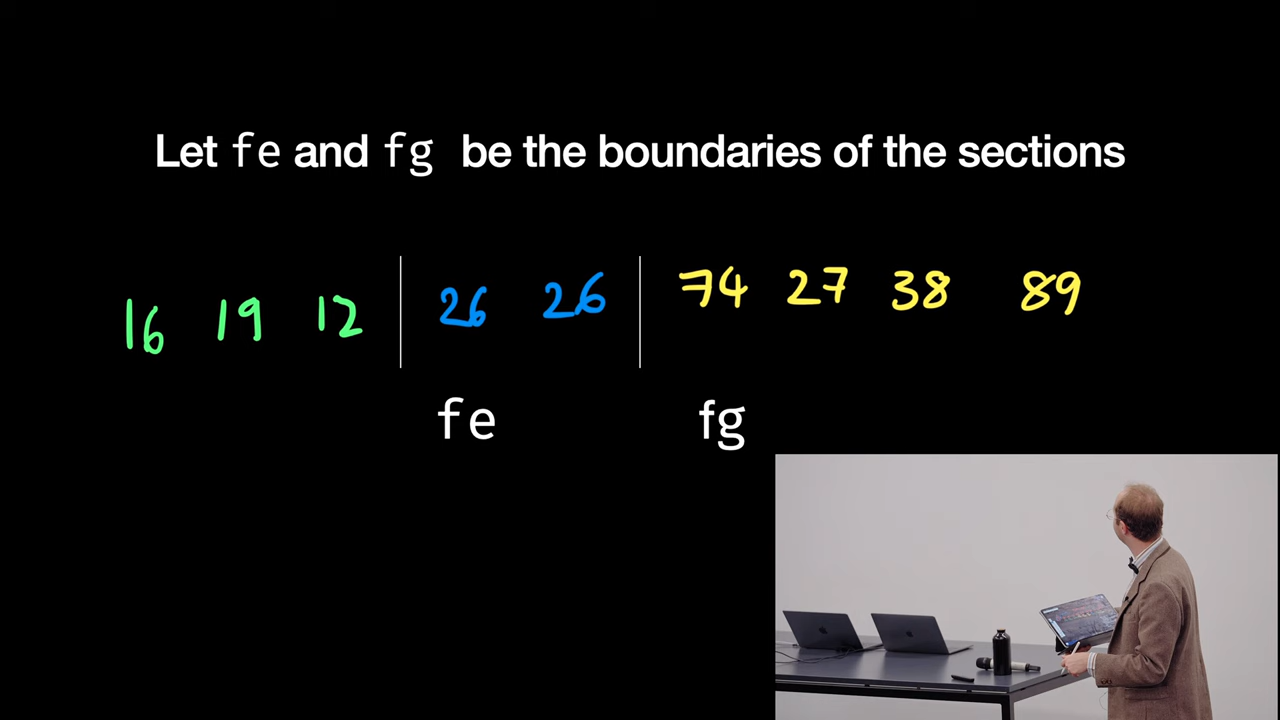 Let fe and fg be the boundaries of the sections
16 19 12 26 26 74 27 38 89
fe fg